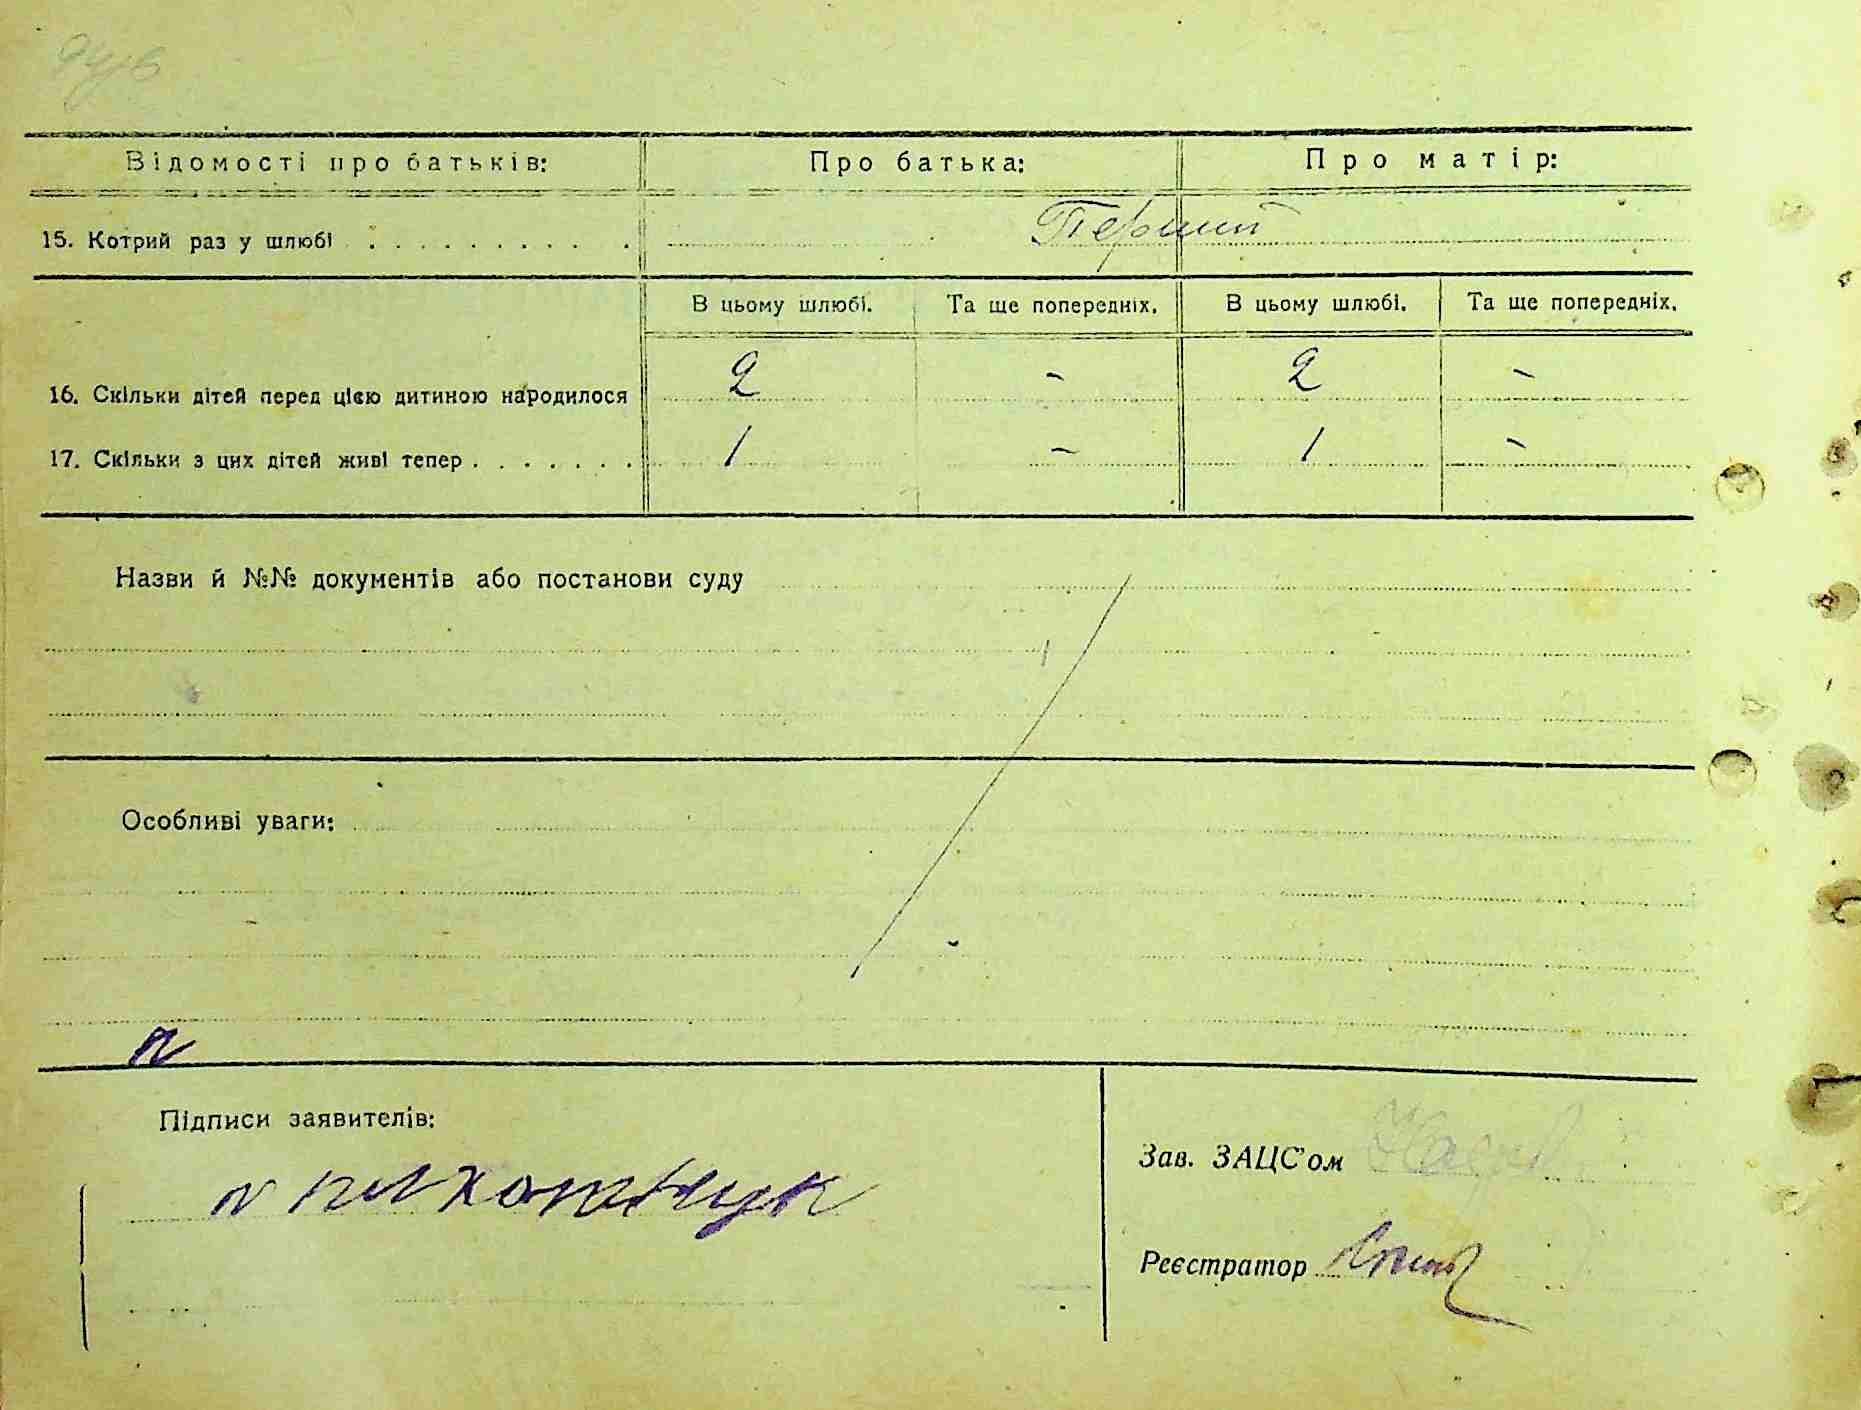 Відомості про батьків: Про батька: Про матір:
15. Котрий раз у шлюбі . . . . . . . . . . Перший
В цьому шлюбі. Та ще попередніх. В цьому шлюбі. Та ще попередніх.
16. Скільки дітей перед цією дитиною народилося 2 - 2 -
17. Скільки з цих дітей живі тепер . . . . . . . 1 - 1 -
Назви й №№ документів або постанови суду
Особливі уваги:
п
Підписи заявителів:
Зав. ЗАЦС'ом
Реєстратор